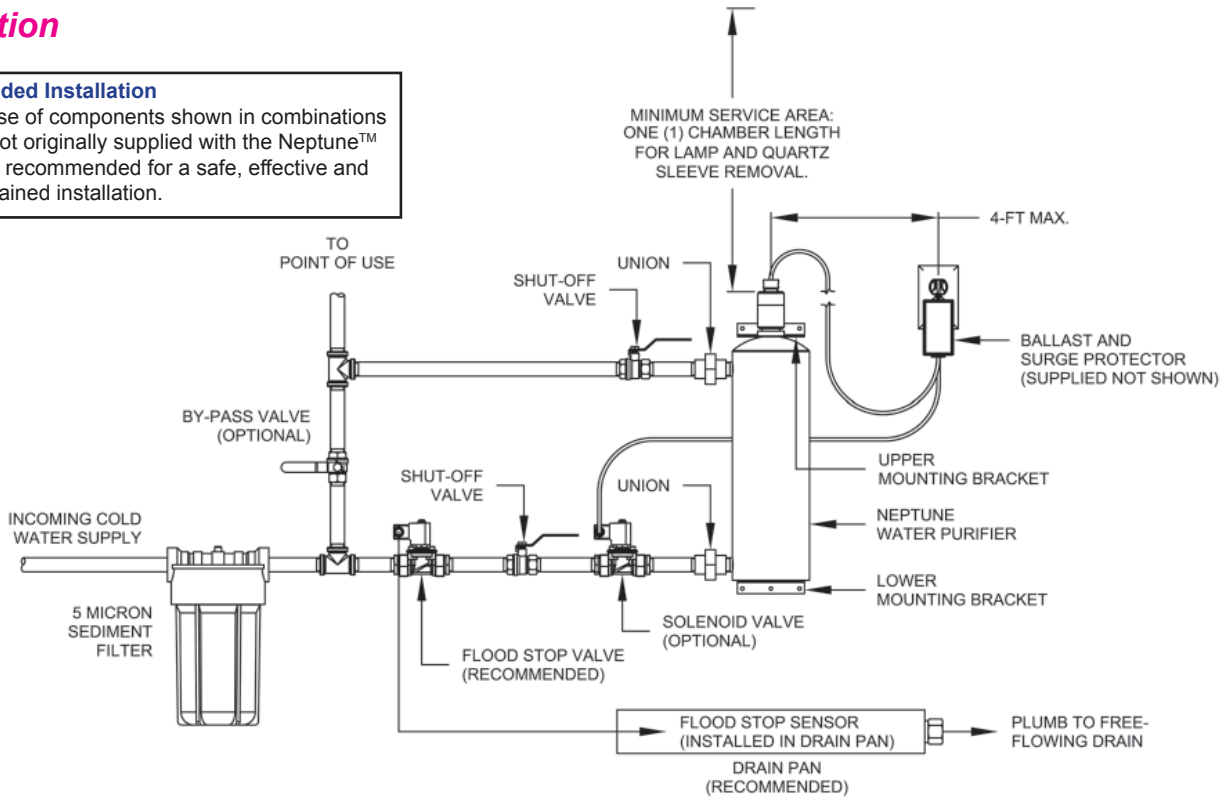 tion
ded Installation
se of components shown in combinations
ot originally supplied with the Neptune™
recommended for a safe, effective and
ained installation.
MINIMUM SERVICE AREA:
ONE (1) CHAMBER LENGTH
FOR LAMP AND QUARTZ
SLEEVE REMOVAL.
4-FT MAX.
TO
POINT OF USE
UNION
SHUT-OFF
VALVE
BALLAST AND
SURGE PROTECTOR
(SUPPLIED NOT SHOWN)
BY-PASS VALVE
(OPTIONAL)
UPPER
MOUNTING BRACKET
SHUT-OFF
VALVE
UNION
INCOMING COLD
WATER SUPPLY
NEPTUNE
WATER PURIFIER
LOWER
MOUNTING BRACKET
5 MICRON
SEDIMENT
FILTER
SOLENOID VALVE
(OPTIONAL)
FLOOD STOP VALVE
(RECOMMENDED)
FLOOD STOP SENSOR
(INSTALLED IN DRAIN PAN)
PLUMB TO FREE-
FLOWING DRAIN
DRAIN PAN
(RECOMMENDED)